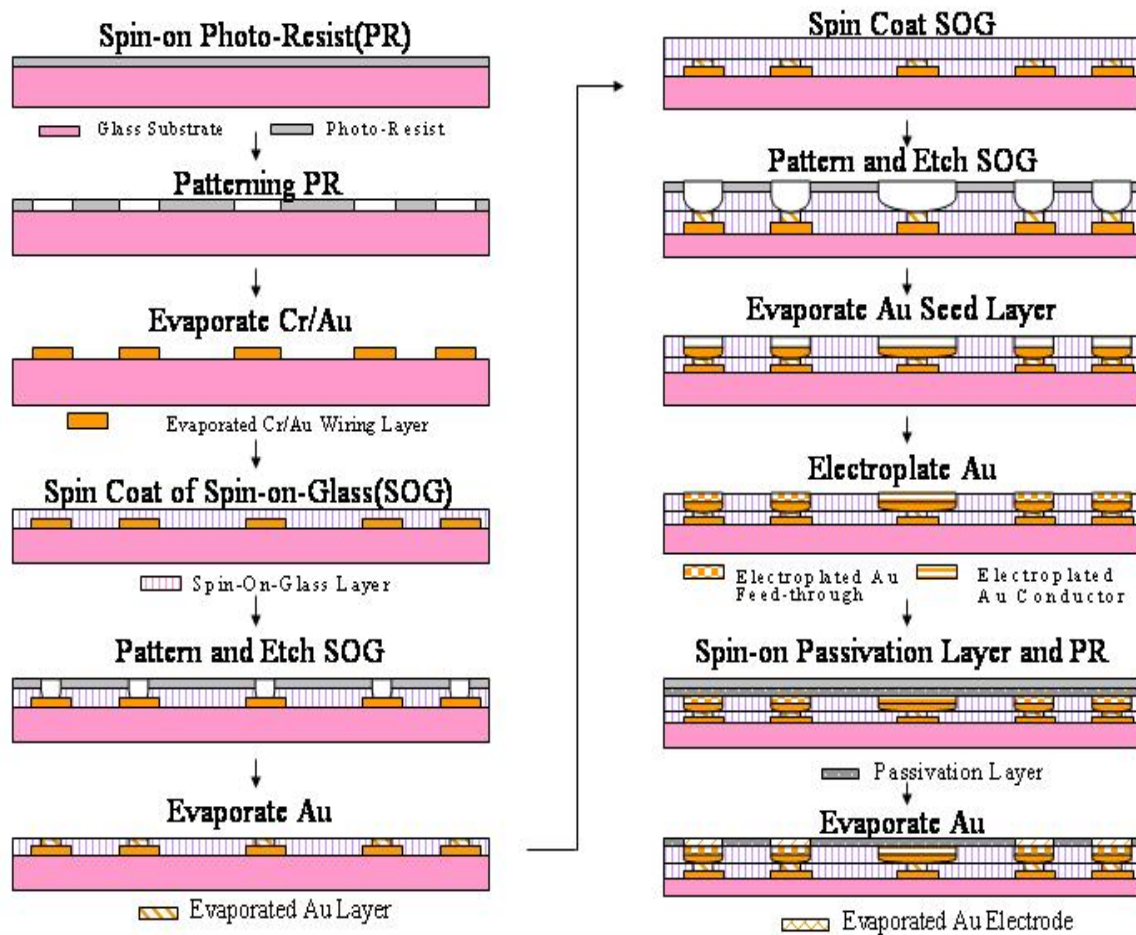 Spin-on Photo-Resist(PR)
Glass Substrate
Photo-Resist
Patterning PR
Evaporate Cr/Au
Evaporated Cr/Au Wiring Layer
Spin Coat of Spin-on-Glass(SOG)
Spin-On-Glass Layer
Pattern and Etch SOG
Evaporate Au
Evaporated Au Layer
Spin Coat SOG
Pattern and Etch SOG
Evaporate Au Seed Layer
Electroplate Au
Electroplated Au
Feed-through
Electroplated
Au Conductor
Spin-on Passivation Layer and PR
Passivation Layer
Evaporate Au
Evaporated Au Electrode